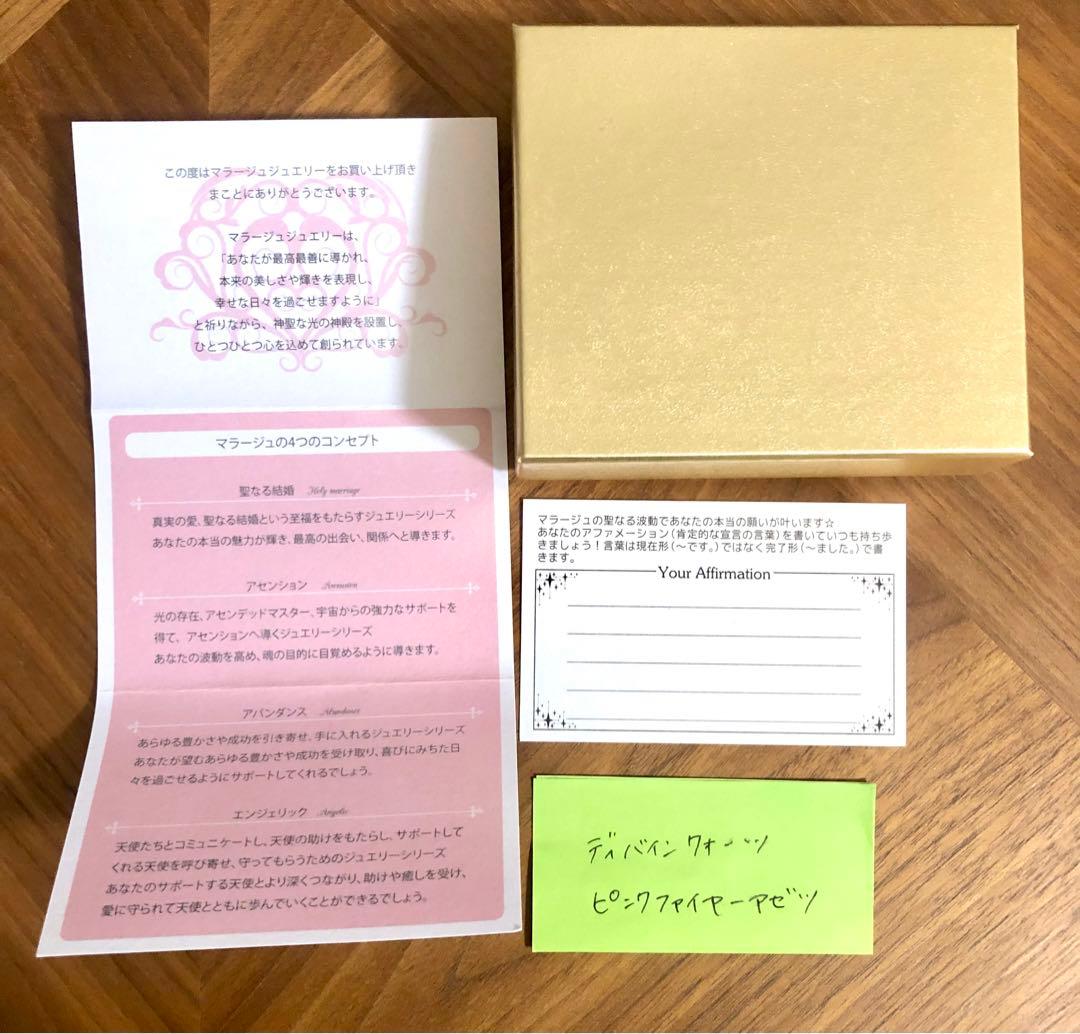 この度はマラージュジュエリーをお買い上げ頂き
まことにありがとうございます。
マラージュジュエリーは、
「あなたが最高最善に導かれ、
本来の美しさや輝きを表現し、
幸せな日々を過ごせますように」
と祈りながら、神聖な光の神殿を設置し、
ひとつひとつ心を込めて創られています。
マラージュの4つのコンセプト
聖なる結婚 Holy marriage
真実の愛、聖なる結婚という至福をもたらすジュエリーシリーズ
あなたの本当の魅力が輝き、最高の出会い、関係へと導きます。
アセンション Ascension
光の存在、アセンデッドマスター、宇宙からの強力なサポートを
得て、アセンションへ導くジュエリーシリーズ
あなたの波動を高め、魂の目的に目覚めるように導きます。
アバンダンス Abundance
あらゆる豊かさや成功を引き寄せ、手に入れるジュエリーシリーズ
あなたが望むあらゆる豊かさや成功を受け取り、喜びにみちた日
々を過ごせるようにサポートしてくれるでしょう。
エンジェリック Angelic
天使たちとコミュニケートし、天使の助けをもたらし、サポートして
くれる天使を呼び寄せ、守ってもらうためのジュエリーシリーズ
あなたのサポートする天使とより深くつながり、助けや癒しを受け、
愛に守られて天使とともに歩んでいくことができるでしょう。
マラージュの聖なる波動であなたの本当の願いが叶います☆
あなたのアファメーション（肯定的な宣言の言葉）を書いていつも持ち歩
きましょう！言葉は現在形（～です。）ではなく完了形（～ました。）で書
きます。
Your Affirmation
ディバインクォーツ
ピンクファイヤーアゼツ